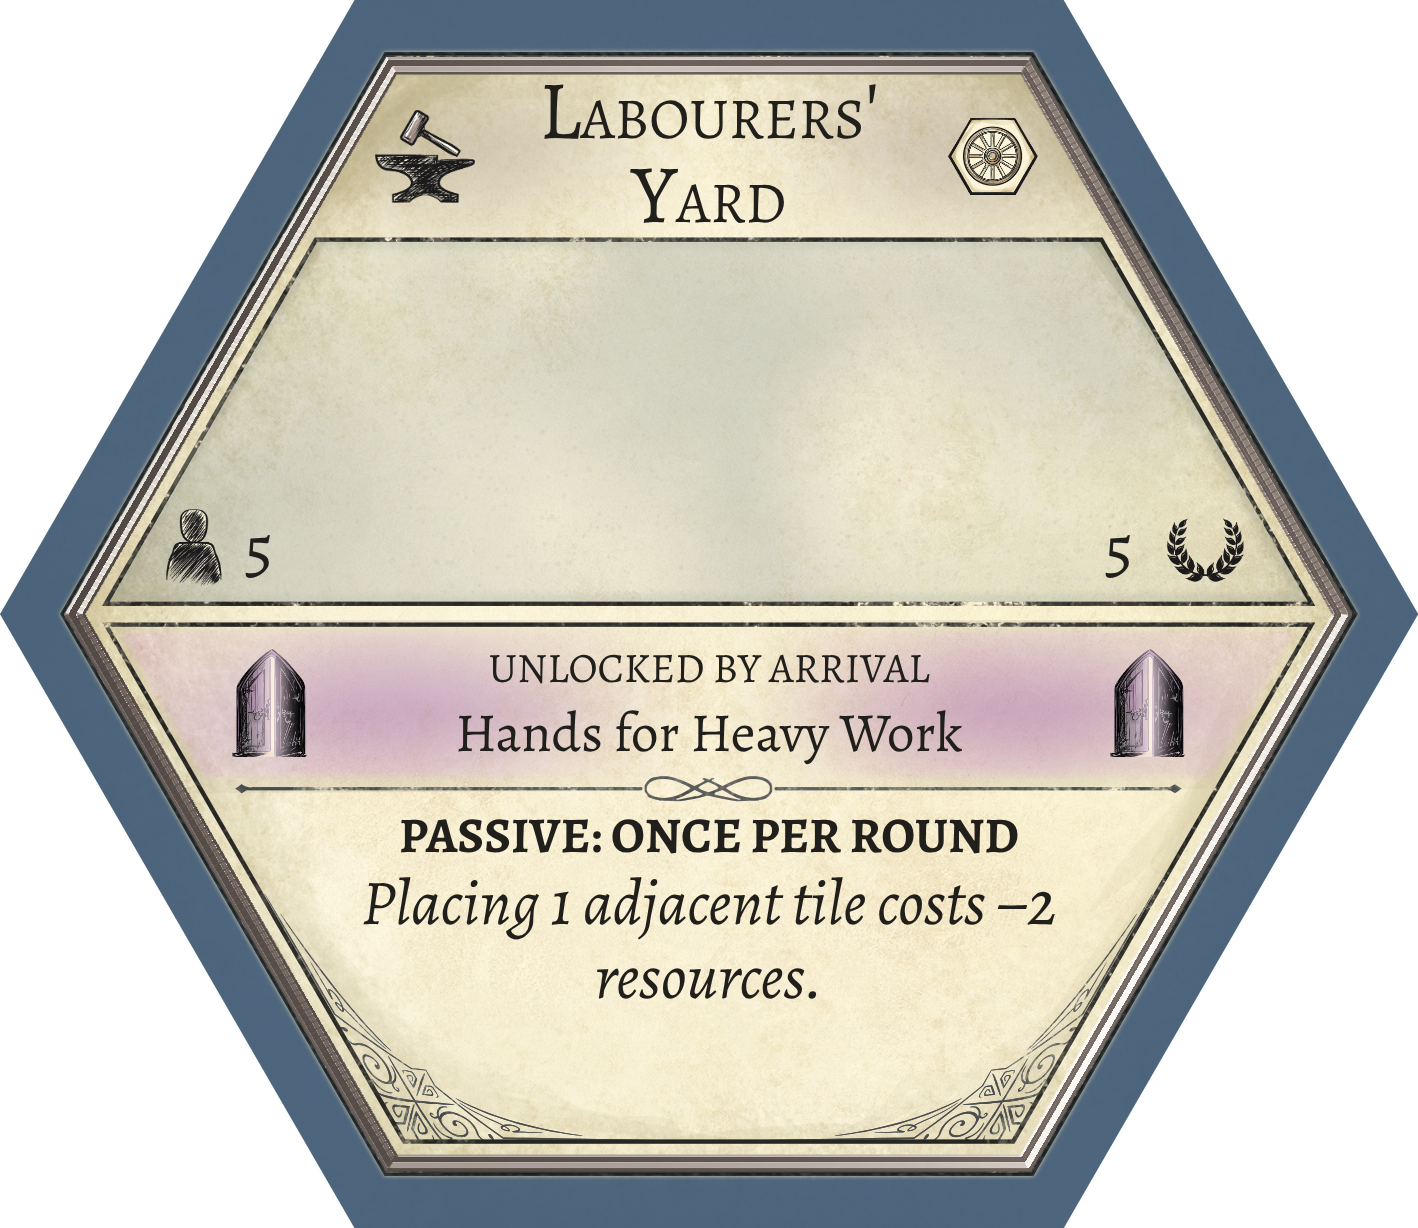 LABOURERS'
YARD
5
5
UNLOCKED BY ARRIVAL
Hands for Heavy Work
PASSIVE: ONCE PER ROUND
Placing 1 adjacent tile costs –2
resources.